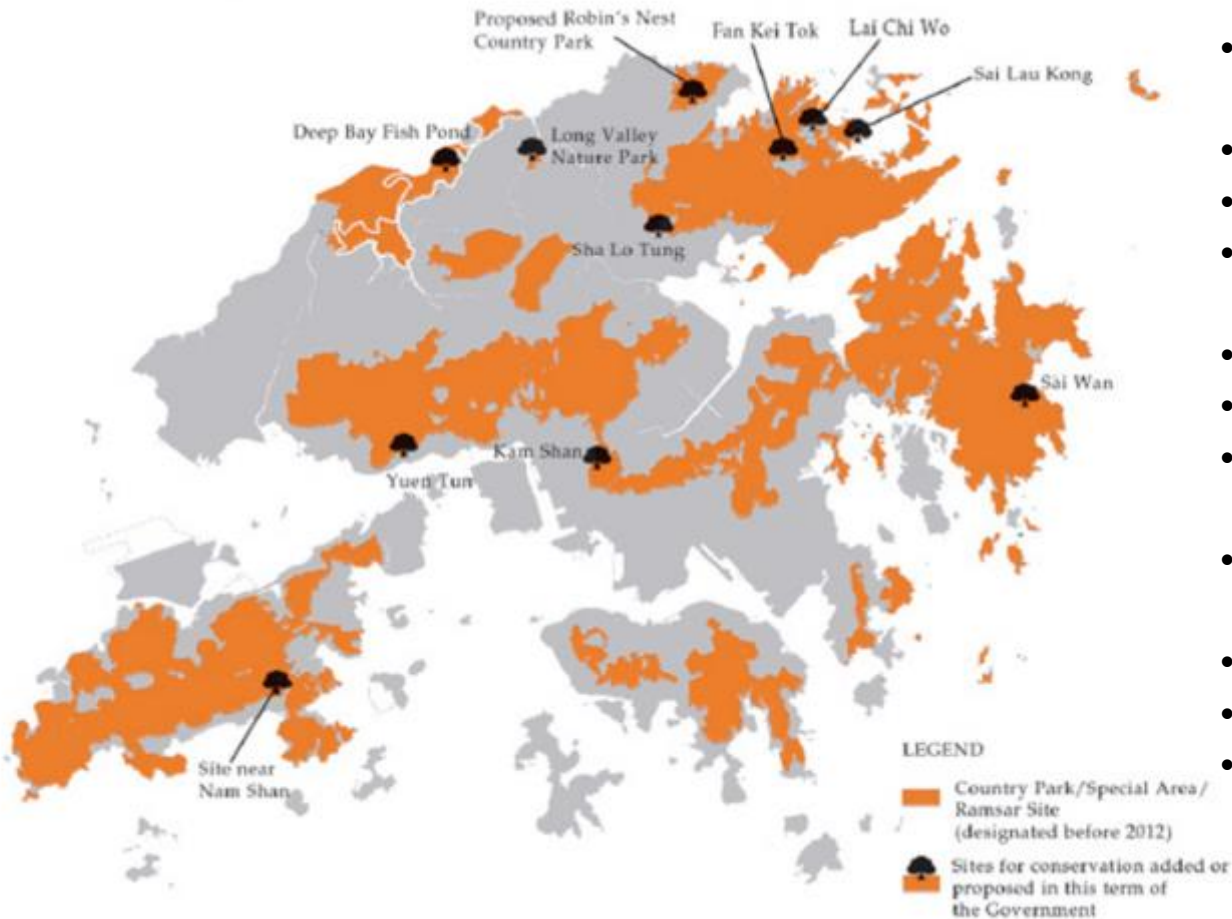 Proposed Robin's Nest
Country Park
Fan Kei Tok
Lai Chi Wo
Sai Lau Kong
Deep Bay Fish Pond
Long Valley
Nature Park
Sha Lo Tung
Sai Wan
Kam Shan
Yuen Tun
Site near
Nam Shan
LEGEND
Country Park/Special Area/
Ramsar Site
(designated before 2012)
Sites for conservation added or
proposed in this term of
the Government